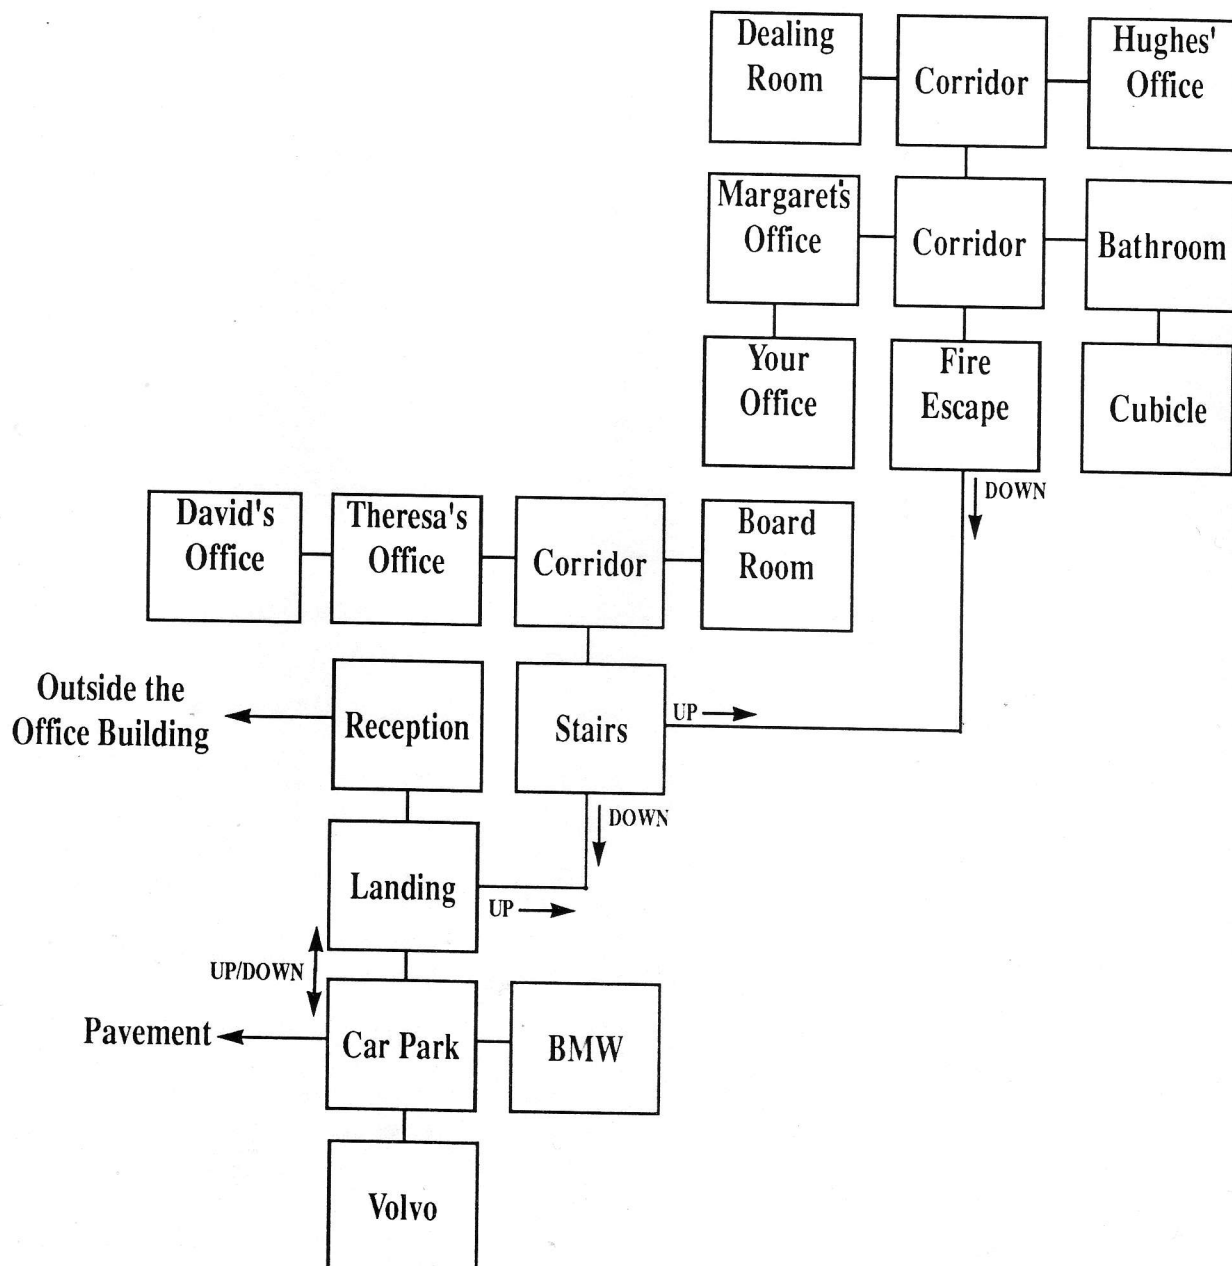 Dealing
Room
Corridor
Hughes'
Office
Margaret's
Office
Corridor
Bathroom
Your
Office
Fire
Escape
Cubicle
DOWN
David's
Office
Theresa's
Office
Corridor
Board
Room
Outside the
Office Building
Reception
Stairs
UP
DOWN
Landing
UP
UP/DOWN
Pavement
Car Park
BMW
Volvo